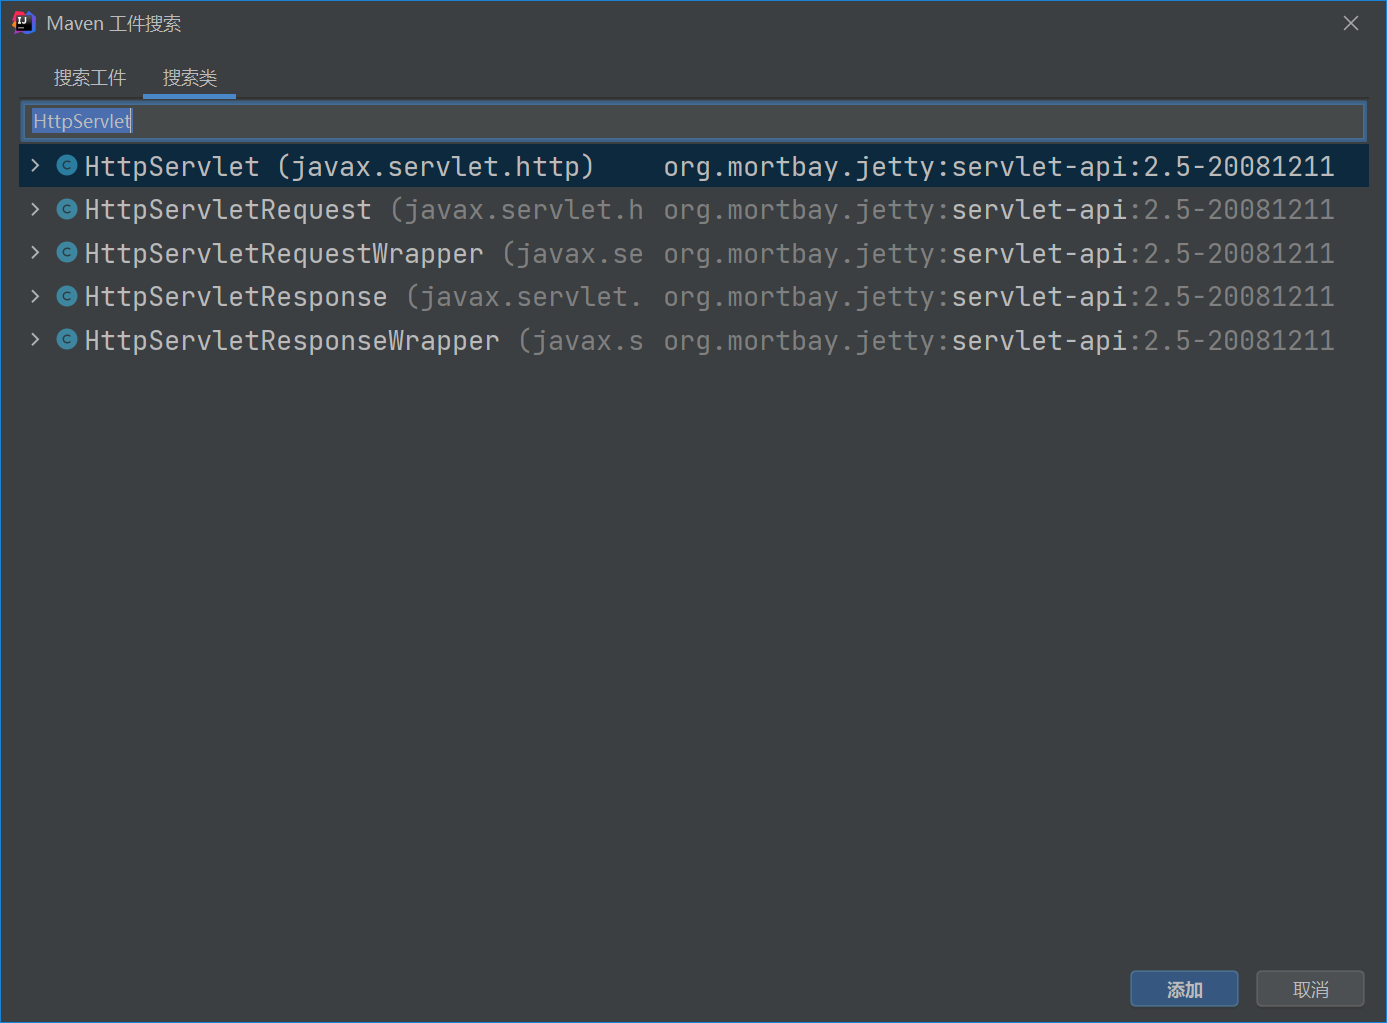 Maven 工件搜索
搜索工件 搜索类
HttpServlet
HttpServlet (javax.servlet.http) org.mortbay.jetty:servlet-api:2.5-20081211
HttpServletRequest (javax.servlet.h org.mortbay.jetty:servlet-api:2.5-20081211
HttpServletRequestWrapper (javax.se org.mortbay.jetty:servlet-api:2.5-20081211
HttpServletResponse (javax.servlet. org.mortbay.jetty:servlet-api:2.5-20081211
HttpServletResponseWrapper (javax.s org.mortbay.jetty:servlet-api:2.5-20081211
添加 取消